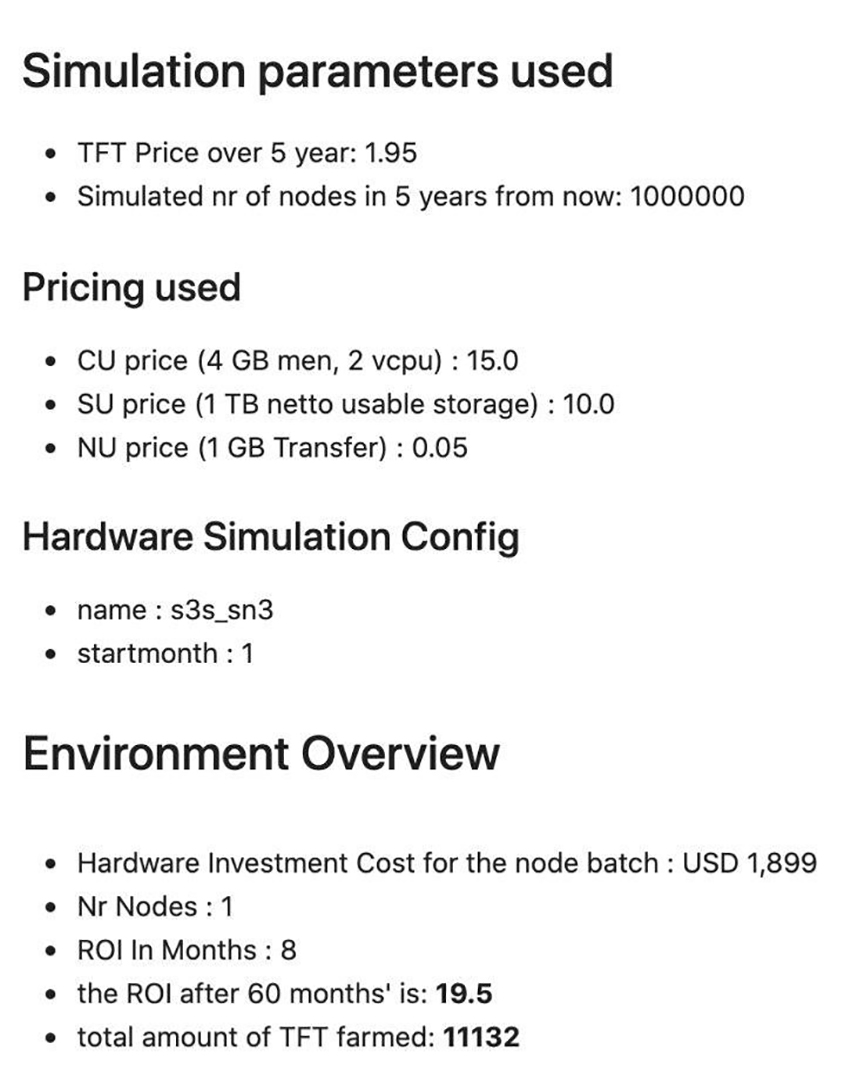 Simulation parameters used
• TFT Price over 5 year: 1.95
• Simulated nr of nodes in 5 years from now: 1000000
Pricing used
• CU price (4 GB men, 2 vcpu) : 15.0
• SU price (1 TB netto usable storage) : 10.0
• NU price (1 GB Transfer) : 0.05
Hardware Simulation Config
• name : s3s_sn3
• startmonth : 1
Environment Overview
• Hardware Investment Cost for the node batch : USD 1,899
• Nr Nodes : 1
• ROI In Months : 8
• the ROI after 60 months' is: 19.5
• total amount of TFT farmed: 11132